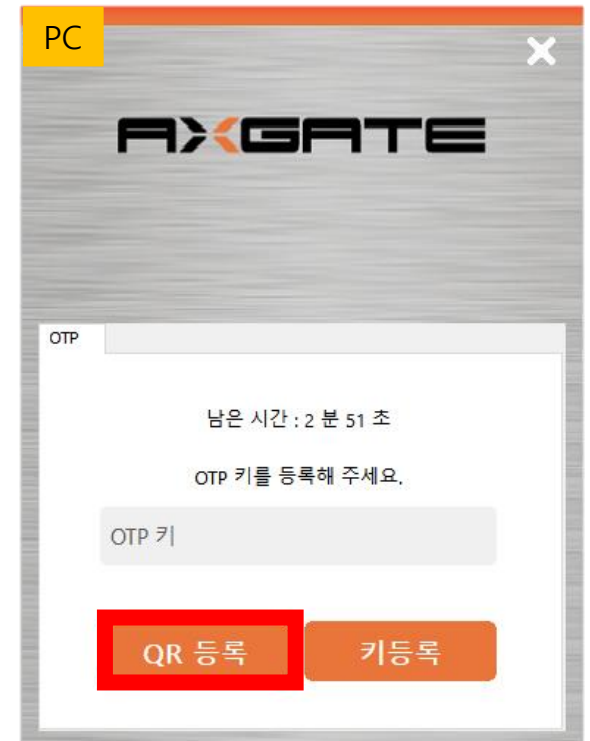 PC
AXGATE
OTP
남은 시간 : 2 분 51 초
OTP 키를 등록해 주세요.
OTP 키
QR 등록
키등록